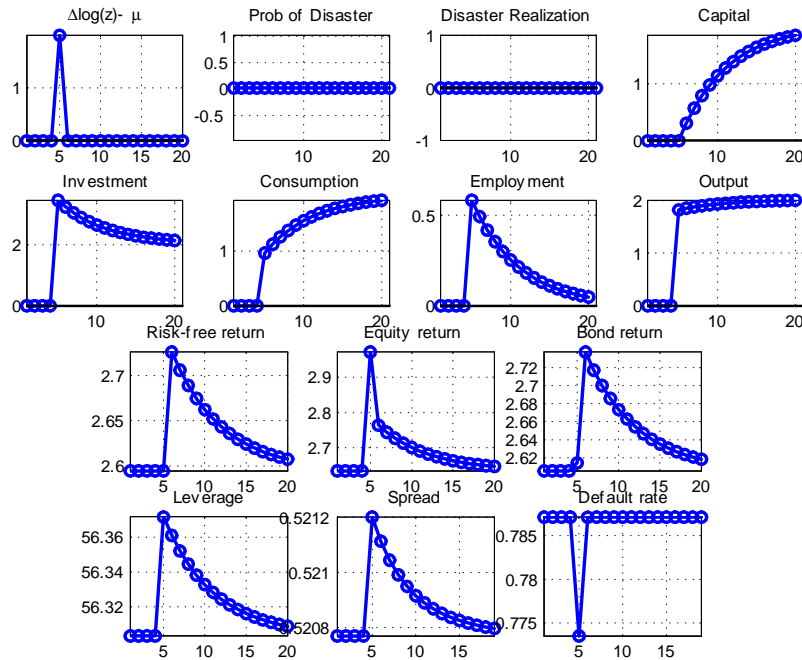 Δlog(z)- μ
Prob of Disaster
Disaster Realization
Capital
1
0
5 10 15 20
1
0.5
0
-0.5
10 20
1
0
-1
10 20
1
0
10 20
Investment
Consumption
Employment
Output
2
0
10 20
1
0
10 20
0.5
0
10 20
2
1
0
10 20
Risk-free return
Equity return
Bond return
2.7
2.65
2.6
5 10 15 20
2.9
2.8
2.7
5 10 15 20
2.72
2.7
2.68
2.66
2.64
2.62
5 10 15 20
Leverage
Spread
Default rate
56.36
56.34
56.32
5 10 15 20
0.5212
0.521
0.5208
5 10 15 20
0.785
0.78
0.775
5 10 15